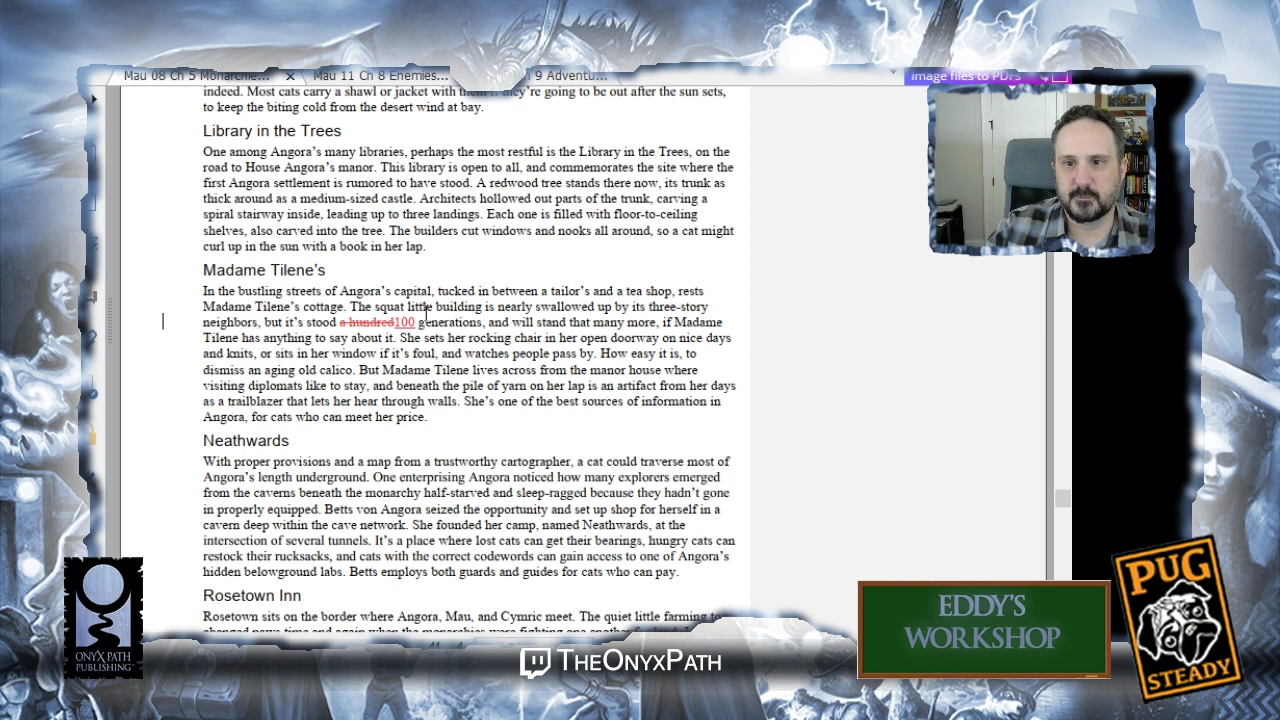 Mau 08 Ch 5 Monarchie... Mau 11 Ch 8 Enemies... 9 Adventu...
image files to PDFs
indeed. Most cats carry a shawl or jacket with them if they're going to be out after the sun sets,
to keep the biting cold from the desert wind at bay.
Library in the Trees
One among Angora's many libraries, perhaps the most restful is the Library in the Trees, on the
road to House Angora's manor. This library is open to all, and commemorates the site where the
first Angora settlement is rumored to have stood. A redwood tree stands there now, its trunk as
thick around as a medium-sized castle. Architects hollowed out parts of the trunk, carving a
spiral stairway inside, leading up to three landings. Each one is filled with floor-to-ceiling
shelves, also carved into the tree. The builders cut windows and nooks all around, so a cat might
curl up in the sun with a book in her lap.
Madame Tilene's
In the bustling streets of Angora's capital, tucked in between a tailor's and a tea shop, rests
Madame Tilene's cottage. The squat little building is nearly swallowed up by its three-story
neighbors, but it's stood a hundred100 generations, and will stand that many more, if Madame
Tilene has anything to say about it. She sets her rocking chair in her open doorway on nice days
and knits, or sits in her window if it's foul, and watches people pass by. How easy it is, to
dismiss an aging old calico. But Madame Tilene lives across from the manor house where
visiting diplomats like to stay, and beneath the pile of yarn on her lap is an artifact from her days
as a trailblazer that lets her hear through walls. She's one of the best sources of information in
Angora, for cats who can meet her price.
Neathwards
With proper provisions and a map from a trustworthy cartographer, a cat could traverse most of
Angora's length underground. One enterprising Angora noticed how many explorers emerged
from the caverns beneath the monarchy half-starved and sleep-ragged because they hadn't gone
in properly equipped. Betts von Angora seized the opportunity and set up shop for herself in a
cavern deep within the cave network. She founded her camp, named Neathwards, at the
intersection of several tunnels. It's a place where lost cats can get their bearings, hungry cats can
restock their rucksacks, and cats with the correct codewords can gain access to one of Angora's
hidden belowground labs. Betts employs both guards and guides for cats who can pay.
Rosetown Inn
Rosetown sits on the border where Angora, Mau, and Cymric meet. The quiet little farming
changed paws time and again when the monarchies were fighting one another
ONYX PATH
PUBLISHING
THEONYXPATH
EDDY'S
WORKSHOP
PUG
STEADY